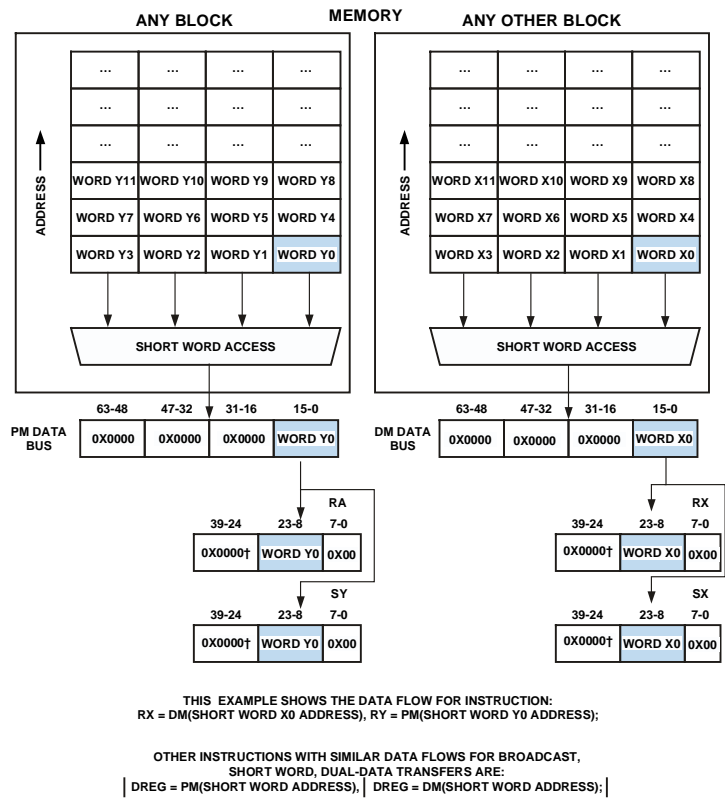 MEMORY
ANY BLOCK
ADDRESS
... ... ... ...
... ... ... ...
... ... ... ...
WORD Y11 WORD Y10 WORD Y9 WORD Y8
WORD Y7 WORD Y6 WORD Y5 WORD Y4
WORD Y3 WORD Y2 WORD Y1 WORD Y0
SHORT WORD ACCESS
63-48 47-32 31-16 15-0
PM DATA
BUS
0X0000 0X0000 0X0000 WORD Y0
RA
39-24 23-8 7-0
0X0000† WORD Y0 0X00
SY
39-24 23-8 7-0
0X0000† WORD Y0 0X00
ANY OTHER BLOCK
ADDRESS
... ... ... ...
... ... ... ...
... ... ... ...
WORD X11 WORD X10 WORD X9 WORD X8
WORD X7 WORD X6 WORD X5 WORD X4
WORD X3 WORD X2 WORD X1 WORD X0
SHORT WORD ACCESS
63-48 47-32 31-16 15-0
DM DATA
BUS
0X0000 0X0000 0X0000 WORD X0
RX
39-24 23-8 7-0
0X0000† WORD X0 0X00
SX
39-24 23-8 7-0
0X0000† WORD X0 0X00
THIS EXAMPLE SHOWS THE DATA FLOW FOR INSTRUCTION:
RX = DM(SHORT WORD X0 ADDRESS), RY = PM(SHORT WORD Y0 ADDRESS);
OTHER INSTRUCTIONS WITH SIMILAR DATA FLOWS FOR BROADCAST,
SHORT WORD, DUAL-DATA TRANSFERS ARE:
| DREG = PM(SHORT WORD ADDRESS), | DREG = DM(SHORT WORD ADDRESS); |